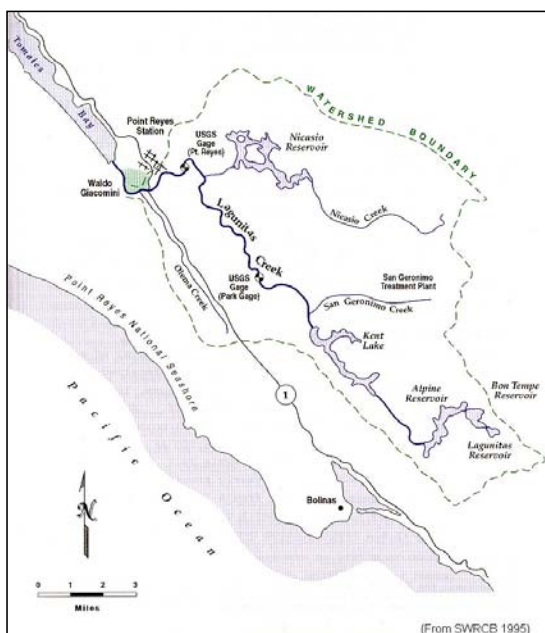 Tomales
Bay
Point Reyes
Station
USGS
Gage
(Pt. Reyes)
Nicasio
Reservoir
WATERSHED BOUNDARY
Waldo
Giacomini
Nicasio Creek
Lagunitas
Creek
Olema Creek
USGS
Gage
(Park Gage)
San Geronimo
Treatment Plant
San Geronimo
Creek
Kent
Lake
Point Reyes National Seashore
Alpine
Reservoir
Bon Tempe
Reservoir
Lagunitas
Reservoir
1
Pacific Ocean
Bolinas
N
0 1 2 3
Miles
(From SWRCB 1995)